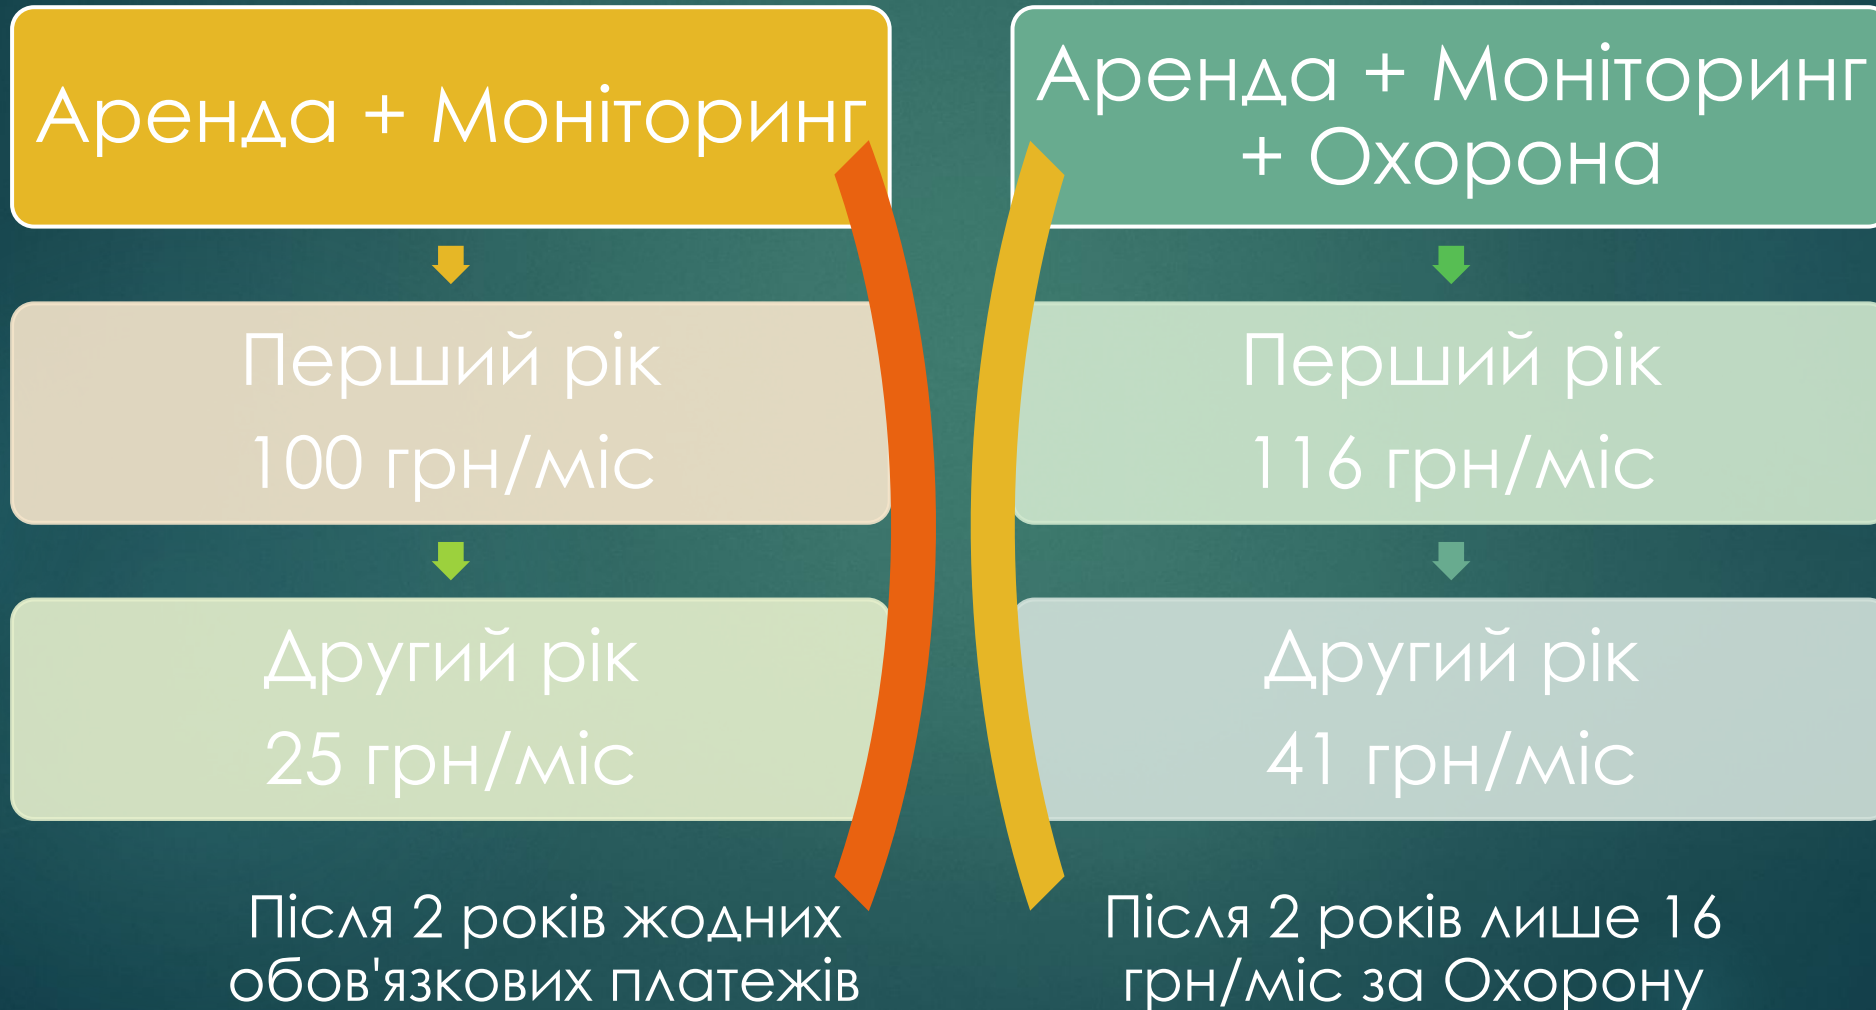 Аренда + Моніторинг
Перший рік
100 грн/міс
Другий рік
25 грн/міс
Після 2 років жодних
обов'язкових платежів
Аренда + Моніторинг
+ Охорона
Перший рік
116 грн/міс
Другий рік
41 грн/міс
Після 2 років лише 16
грн/міс за Охорону